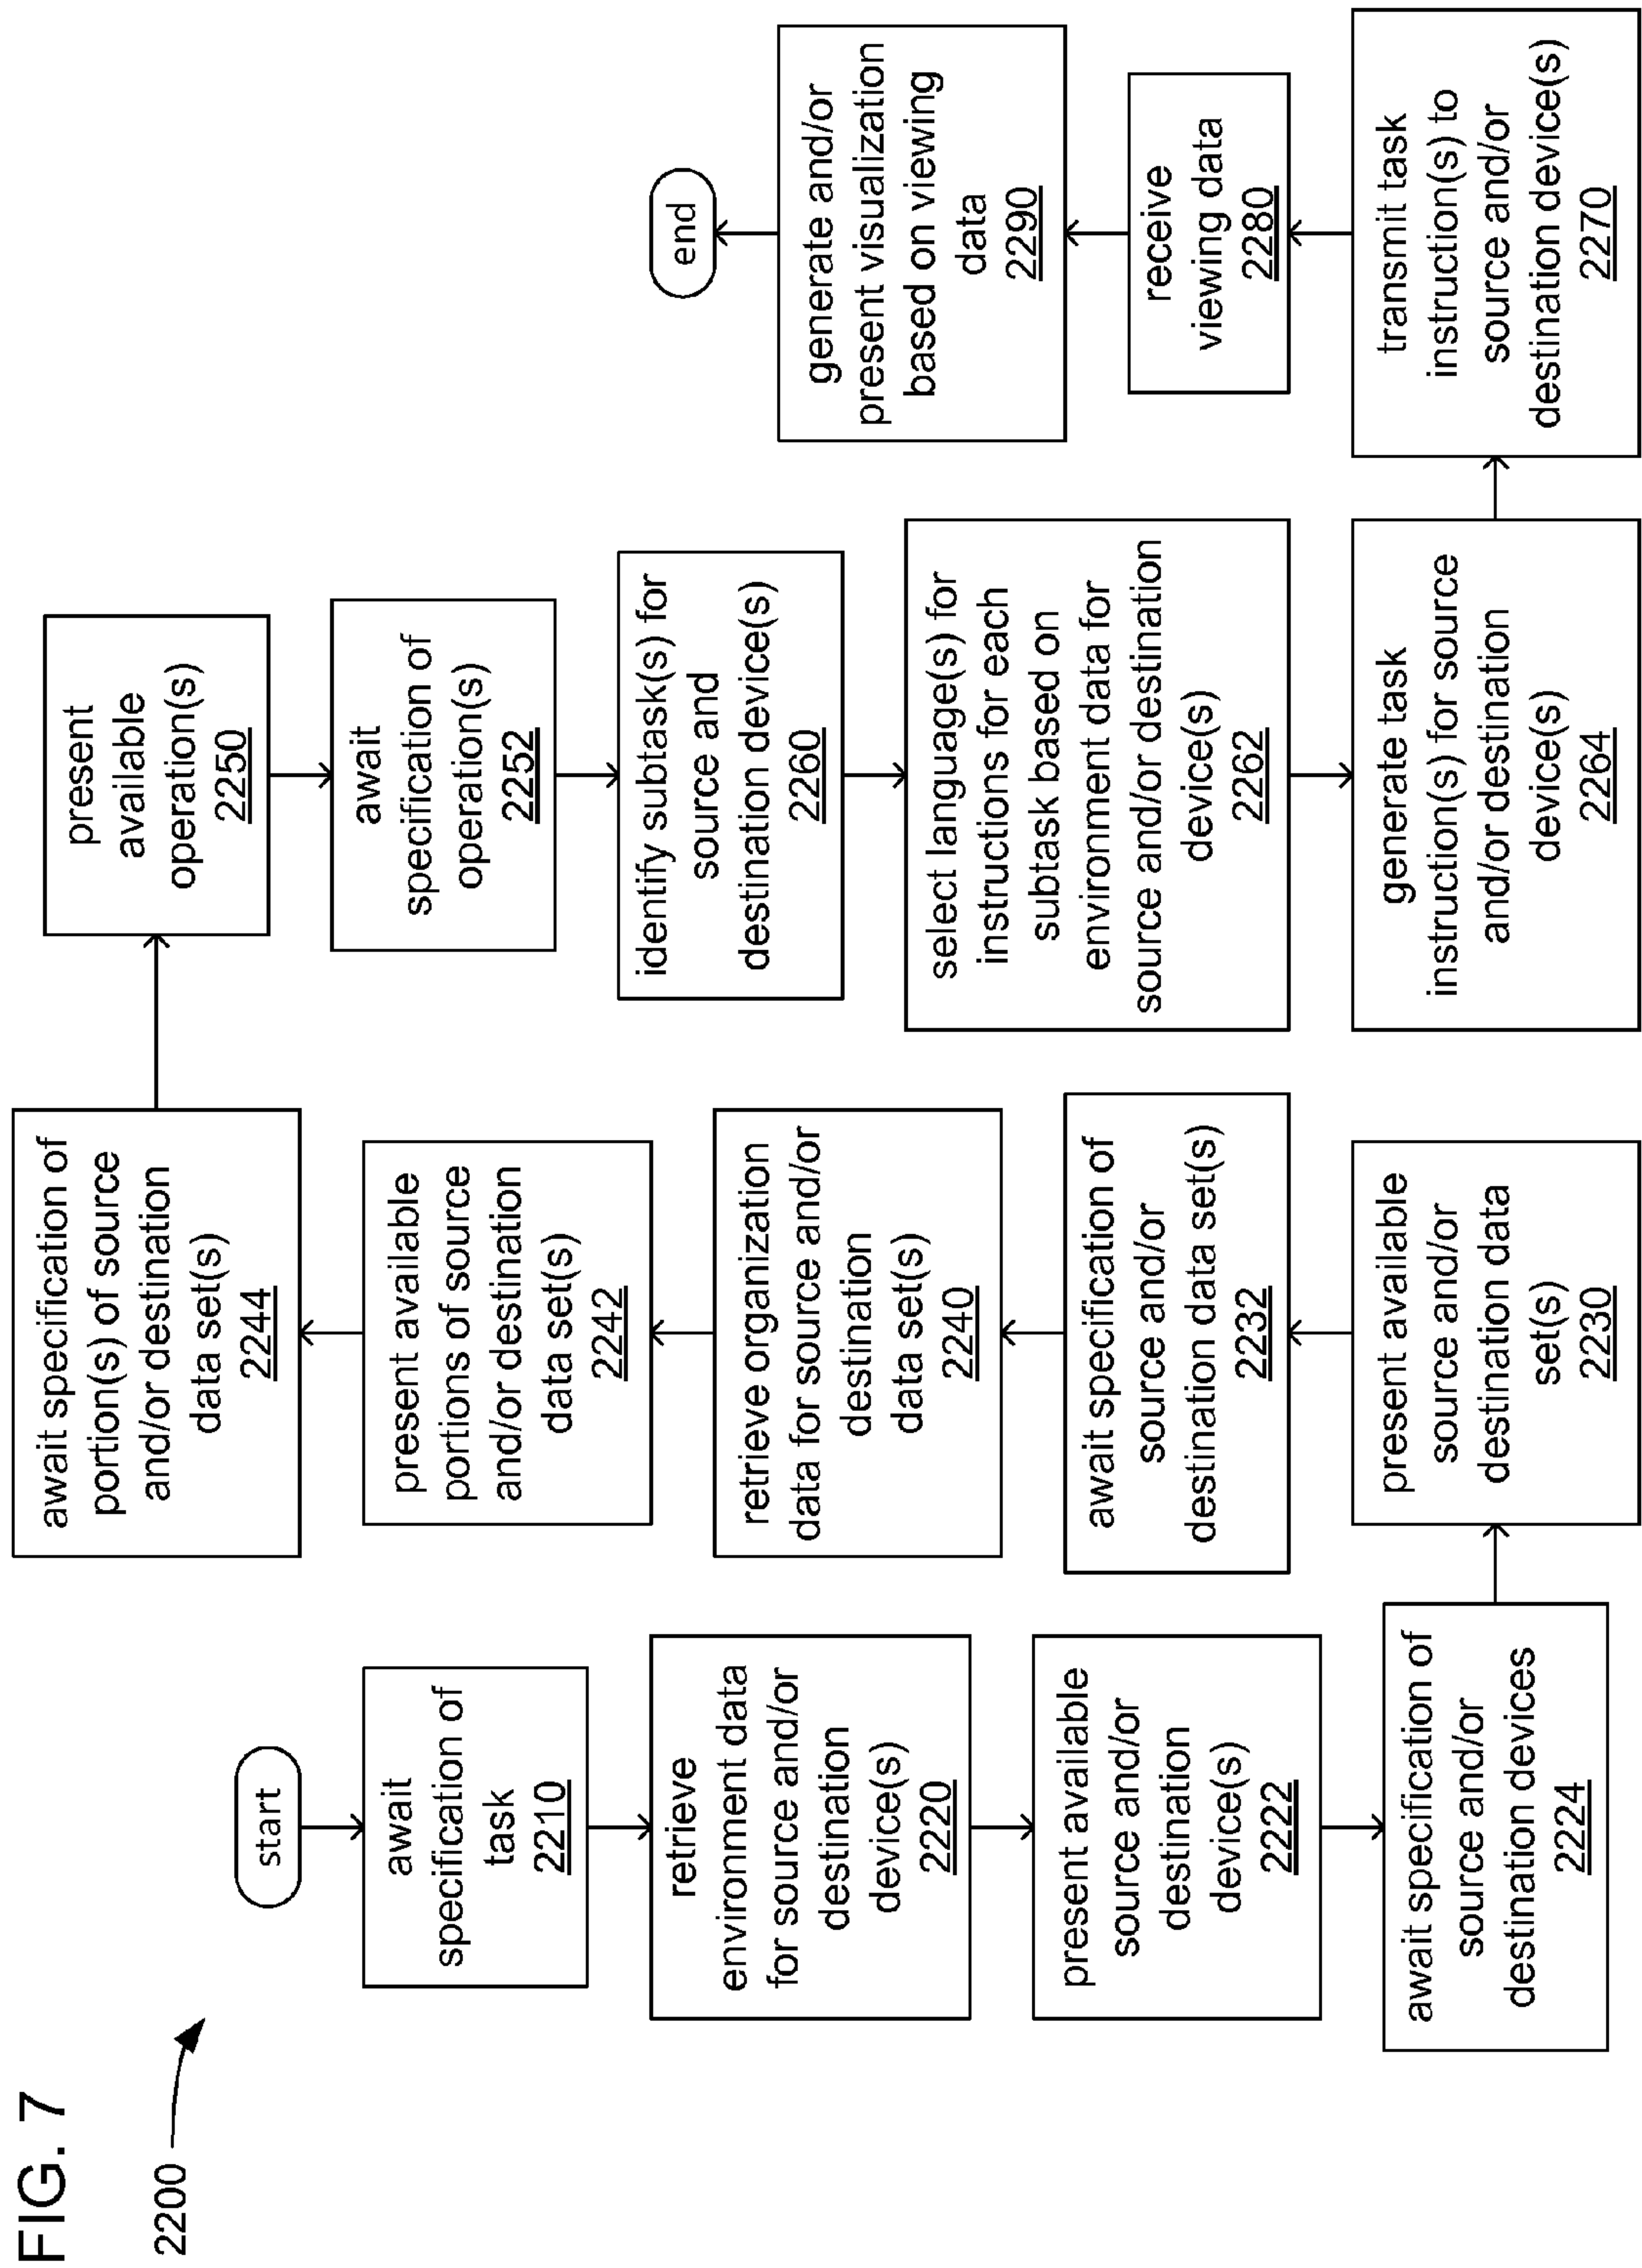 FIG. 7
2200
start
await
specification of
task
2210
retrieve
environment data
for source and/or
destination
device(s)
2220
present available
source and/or
destination
device(s)
2222
await specification of
source and/or
destination devices
2224
present available
source and/or
destination data
set(s)
2230
await specification of
source and/or
destination data set(s)
2232
retrieve organization
data for source and/or
destination
data set(s)
2240
present available
portions of source
and/or destination
data set(s)
2242
await specification of
portion(s) of source
and/or destination
data set(s)
2244
present
available
operation(s)
2250
await
specification of
operation(s)
2252
identify subtask(s) for
source and
destination device(s)
2260
select language(s) for
instructions for each
subtask based on
environment data for
source and/or destination
device(s)
2262
generate task
instruction(s) for source
and/or destination
device(s)
2264
transmit task
instruction(s) to
source and/or
destination device(s)
2270
receive
viewing data
2280
generate and/or
present visualization
based on viewing
data
2290
end